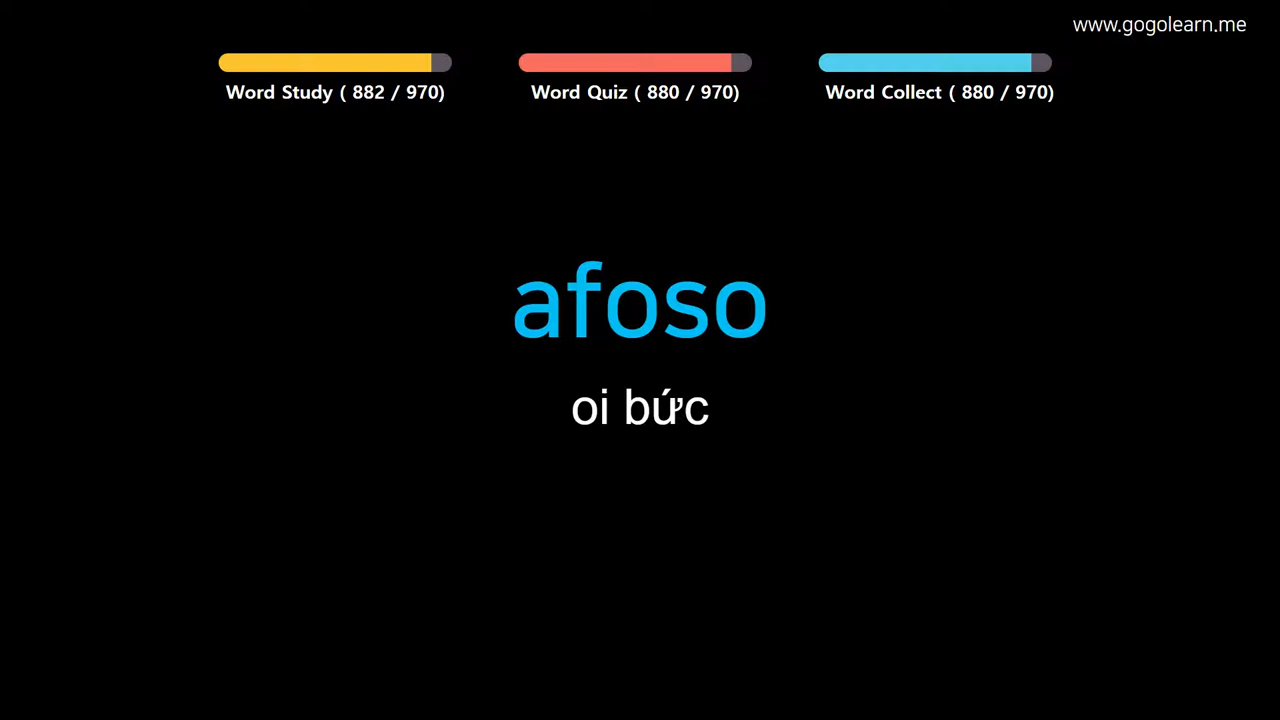 www.gogolearn.me
Word Study ( 882 / 970)
Word Quiz ( 880 / 970)
Word Collect ( 880 / 970)
afoso
oi bức